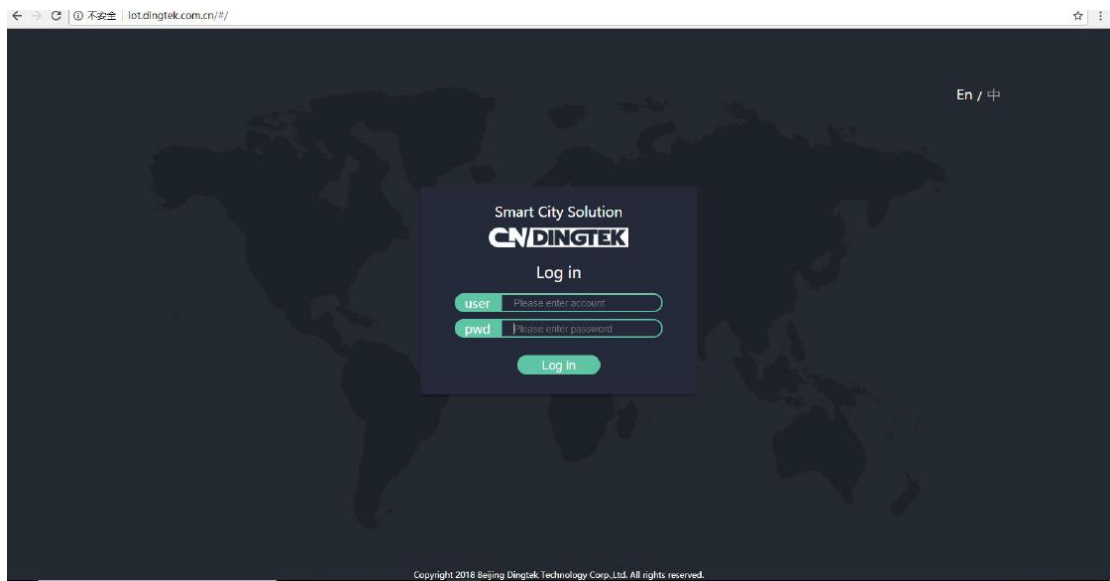 不安全 iot.dingtek.com.cn/#/
En / 中
Smart City Solution
CN/DINGTEK
Log in
user Please enter account
pwd Please enter password
Log in
Copyright 2018 Beijing Dingtek Technology Corp.,Ltd. All rights reserved.